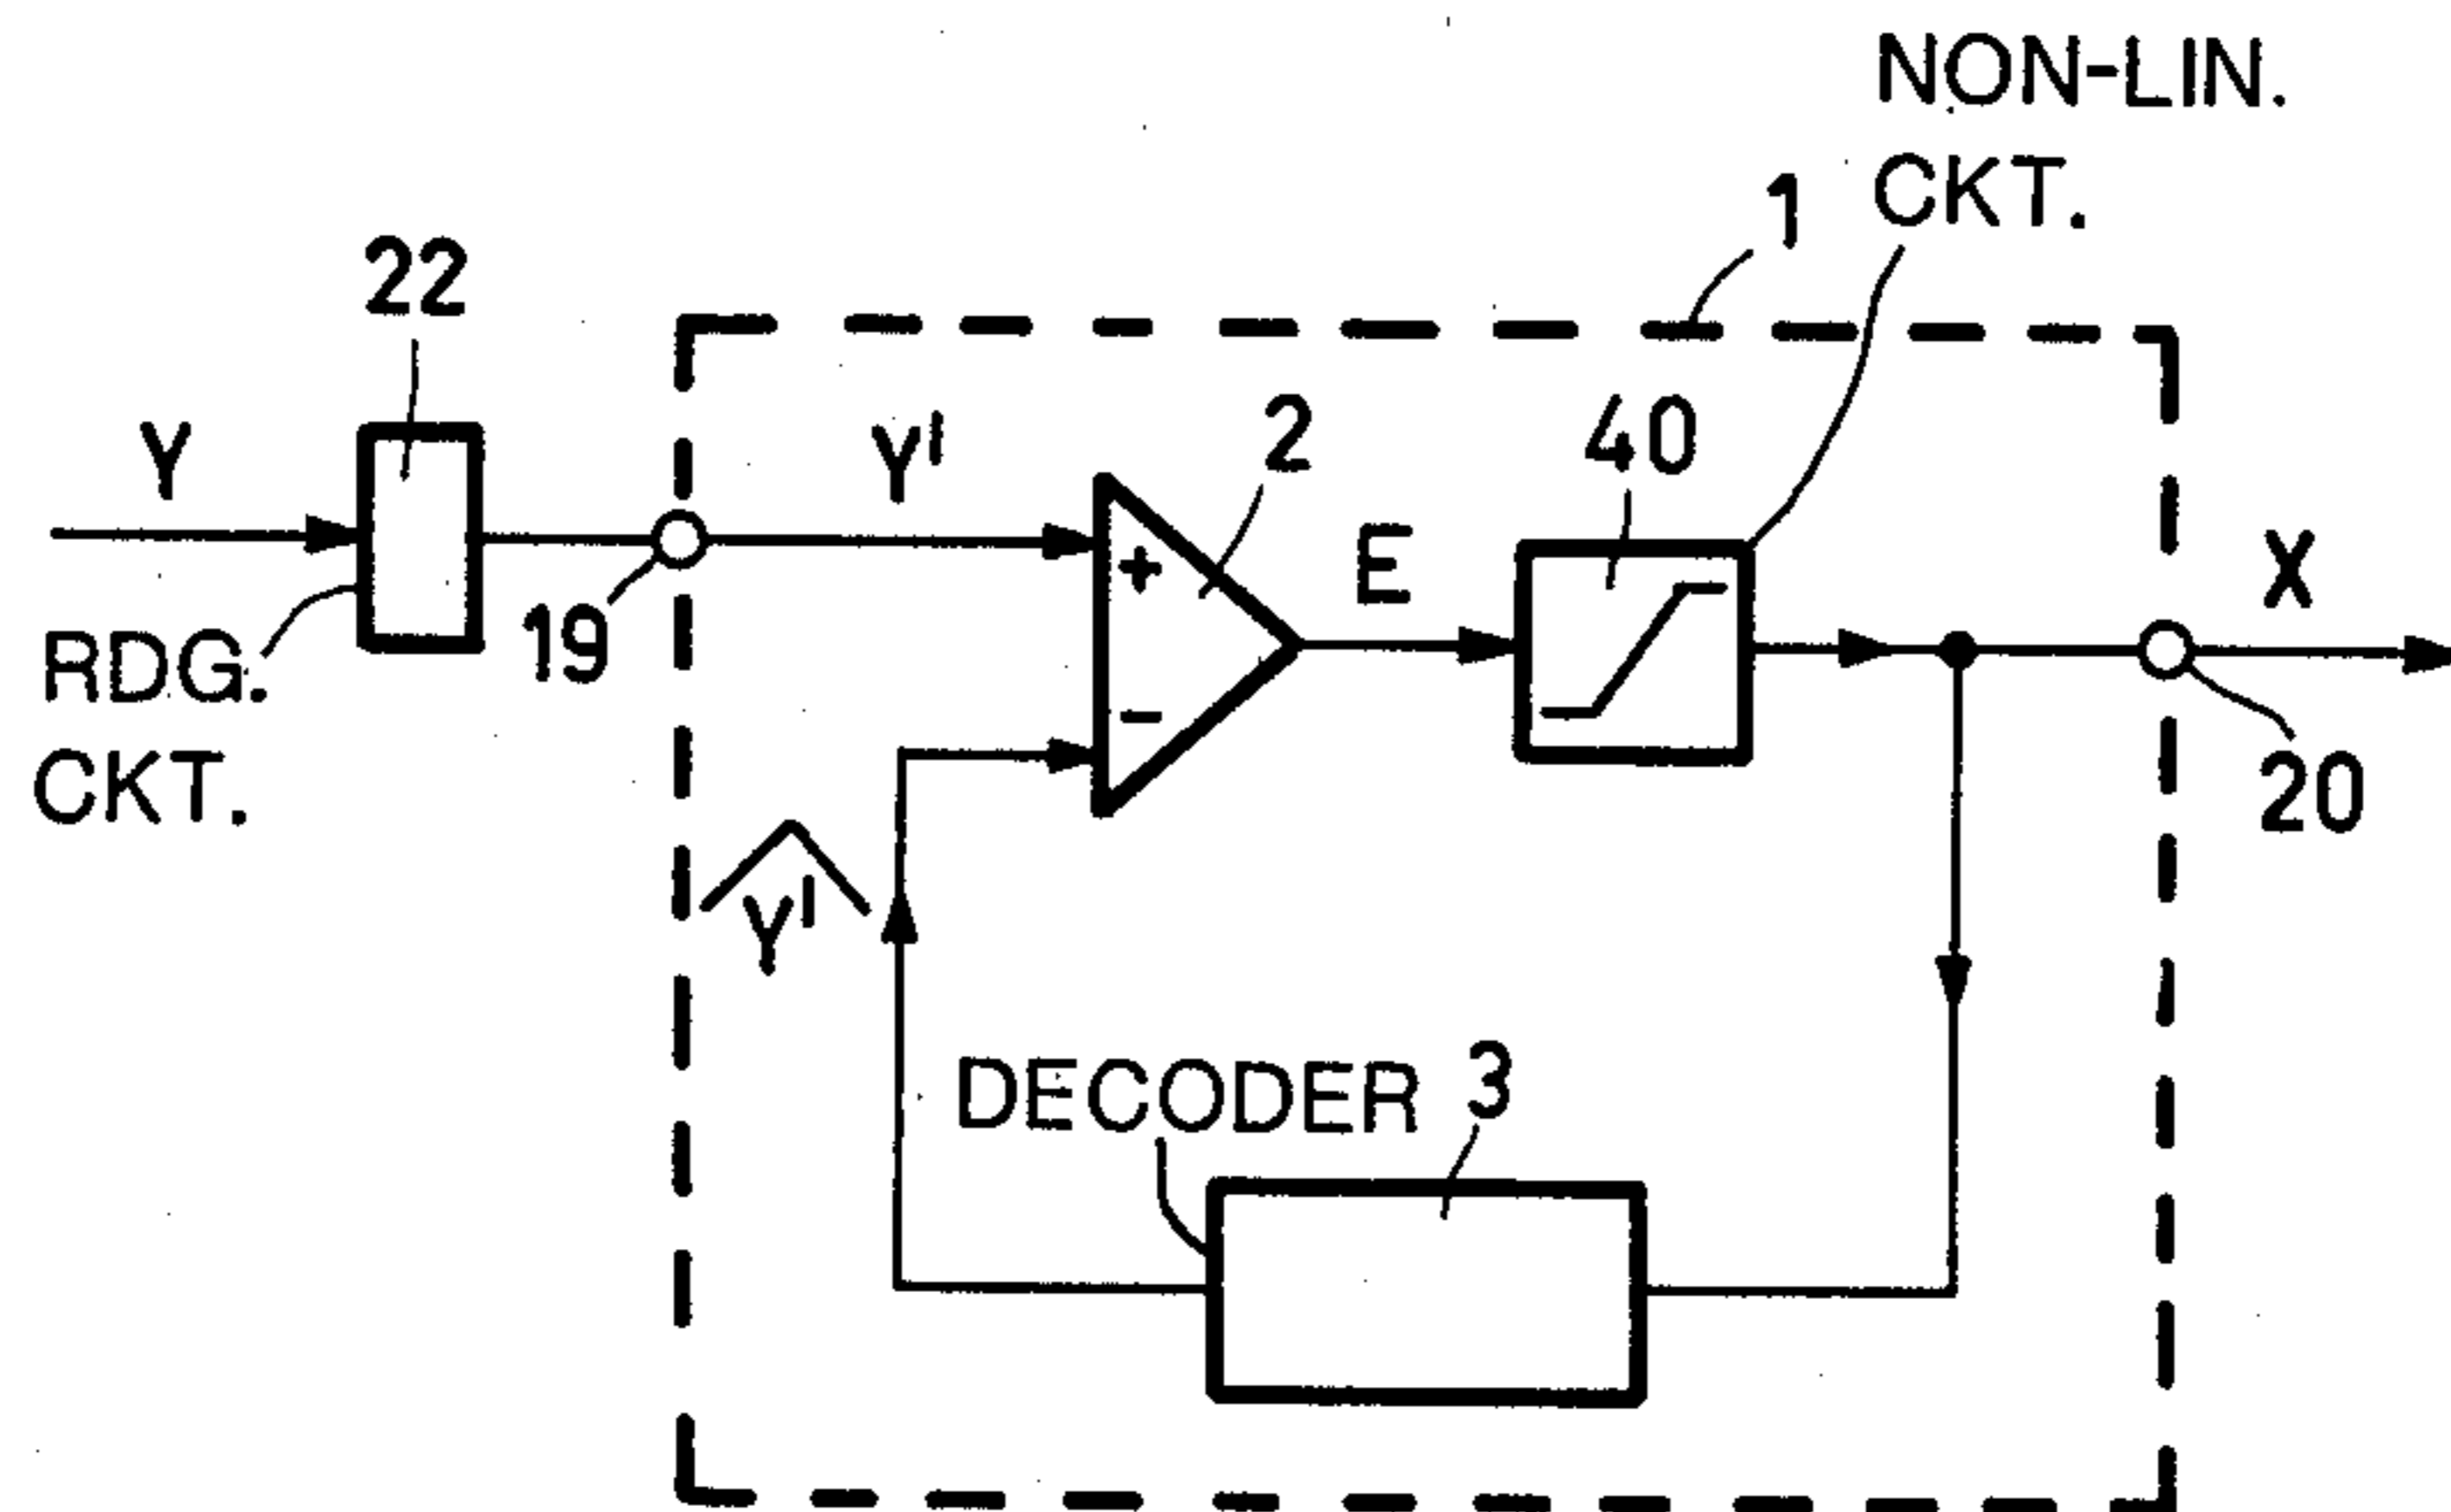 NON-LIN.
CKT.
1
22
Y
Y'
2
40
E
X
19
RDG.
CKT.
20
+
-
Ŷ'
DECODER 3